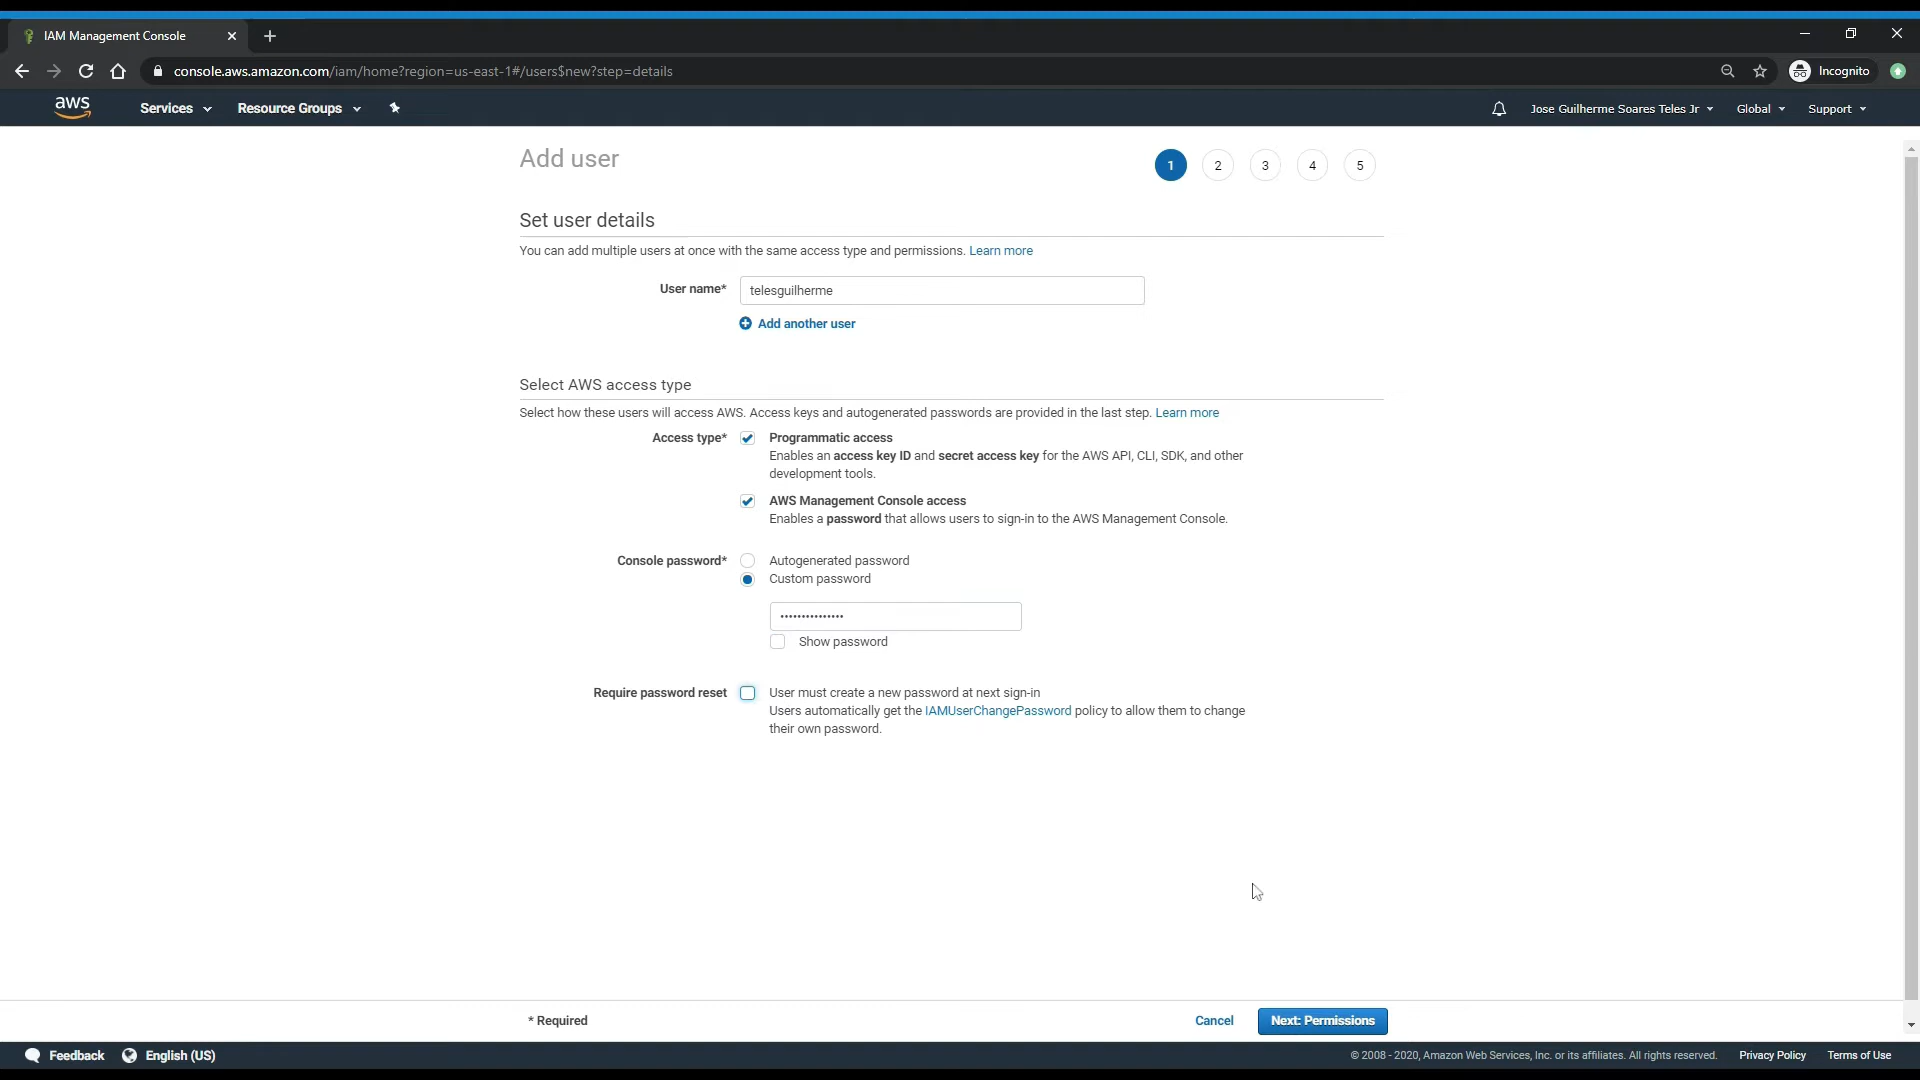 IAM Management Console
console.aws.amazon.com/iam/home?region=us-east-1#/users$new?step=details
Incognito
aws
Services
Resource Groups
Jose Guilherme Soares Teles Jr
Global
Support
Add user
1
2
3
4
5
Set user details
You can add multiple users at once with the same access type and permissions. Learn more
User name*
telesguilherme
Add another user
Select AWS access type
Select how these users will access AWS. Access keys and autogenerated passwords are provided in the last step. Learn more
Access type*
Programmatic access
Enables an access key ID and secret access key for the AWS API, CLI, SDK, and other
development tools.
AWS Management Console access
Enables a password that allows users to sign-in to the AWS Management Console.
Console password*
Autogenerated password
Custom password
•••••••••••••••
Show password
Require password reset
User must create a new password at next sign-in
Users automatically get the IAMUserChangePassword policy to allow them to change
their own password.
* Required
Cancel
Next: Permissions
Feedback
English (US)
© 2008 - 2020, Amazon Web Services, Inc. or its affiliates. All rights reserved.
Privacy Policy
Terms of Use